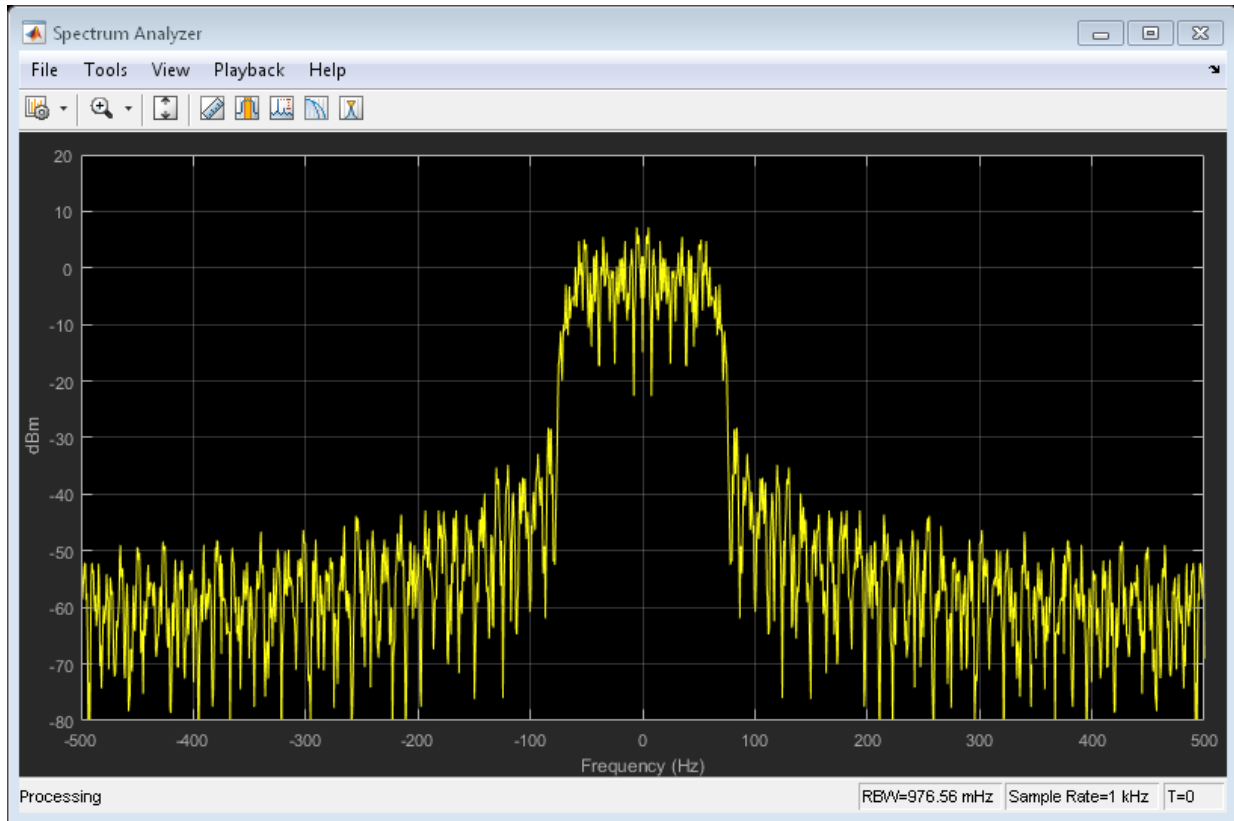 Spectrum Analyzer
File Tools View Playback Help
20
10
0
-10
-20
-30
-40
-50
-60
-70
-80
dBm
-500 -400 -300 -200 -100 0 100 200 300 400 500
Frequency (Hz)
Processing RBW=976.56 mHz Sample Rate=1 kHz T=0